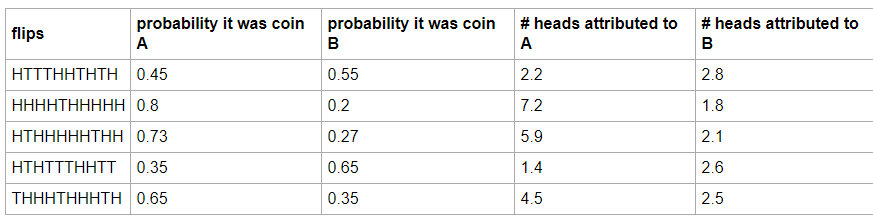 flips probability it was coin A probability it was coin B # heads attributed to A # heads attributed to B
HTTTHHTHTH 0.45 0.55 2.2 2.8
HHHHTHHHHH 0.8 0.2 7.2 1.8
HTHHHHHTHH 0.73 0.27 5.9 2.1
HTHTTTHHTT 0.35 0.65 1.4 2.6
THHHTHHHTH 0.65 0.35 4.5 2.5